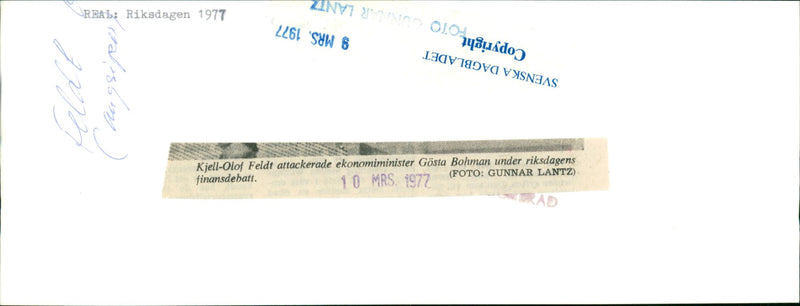 REAL: Riksdagen 1977
FOTO GUNNAR LANTZ
9 MRS. 1977
Copyright
SVENSKA DAGBLADET
Feldt
Kjell-Olof Feldt attackerade ekonomiminister Gösta Bohman under riksdagens
finansdebatt. (FOTO: GUNNAR LANTZ)
10 MRS. 1977